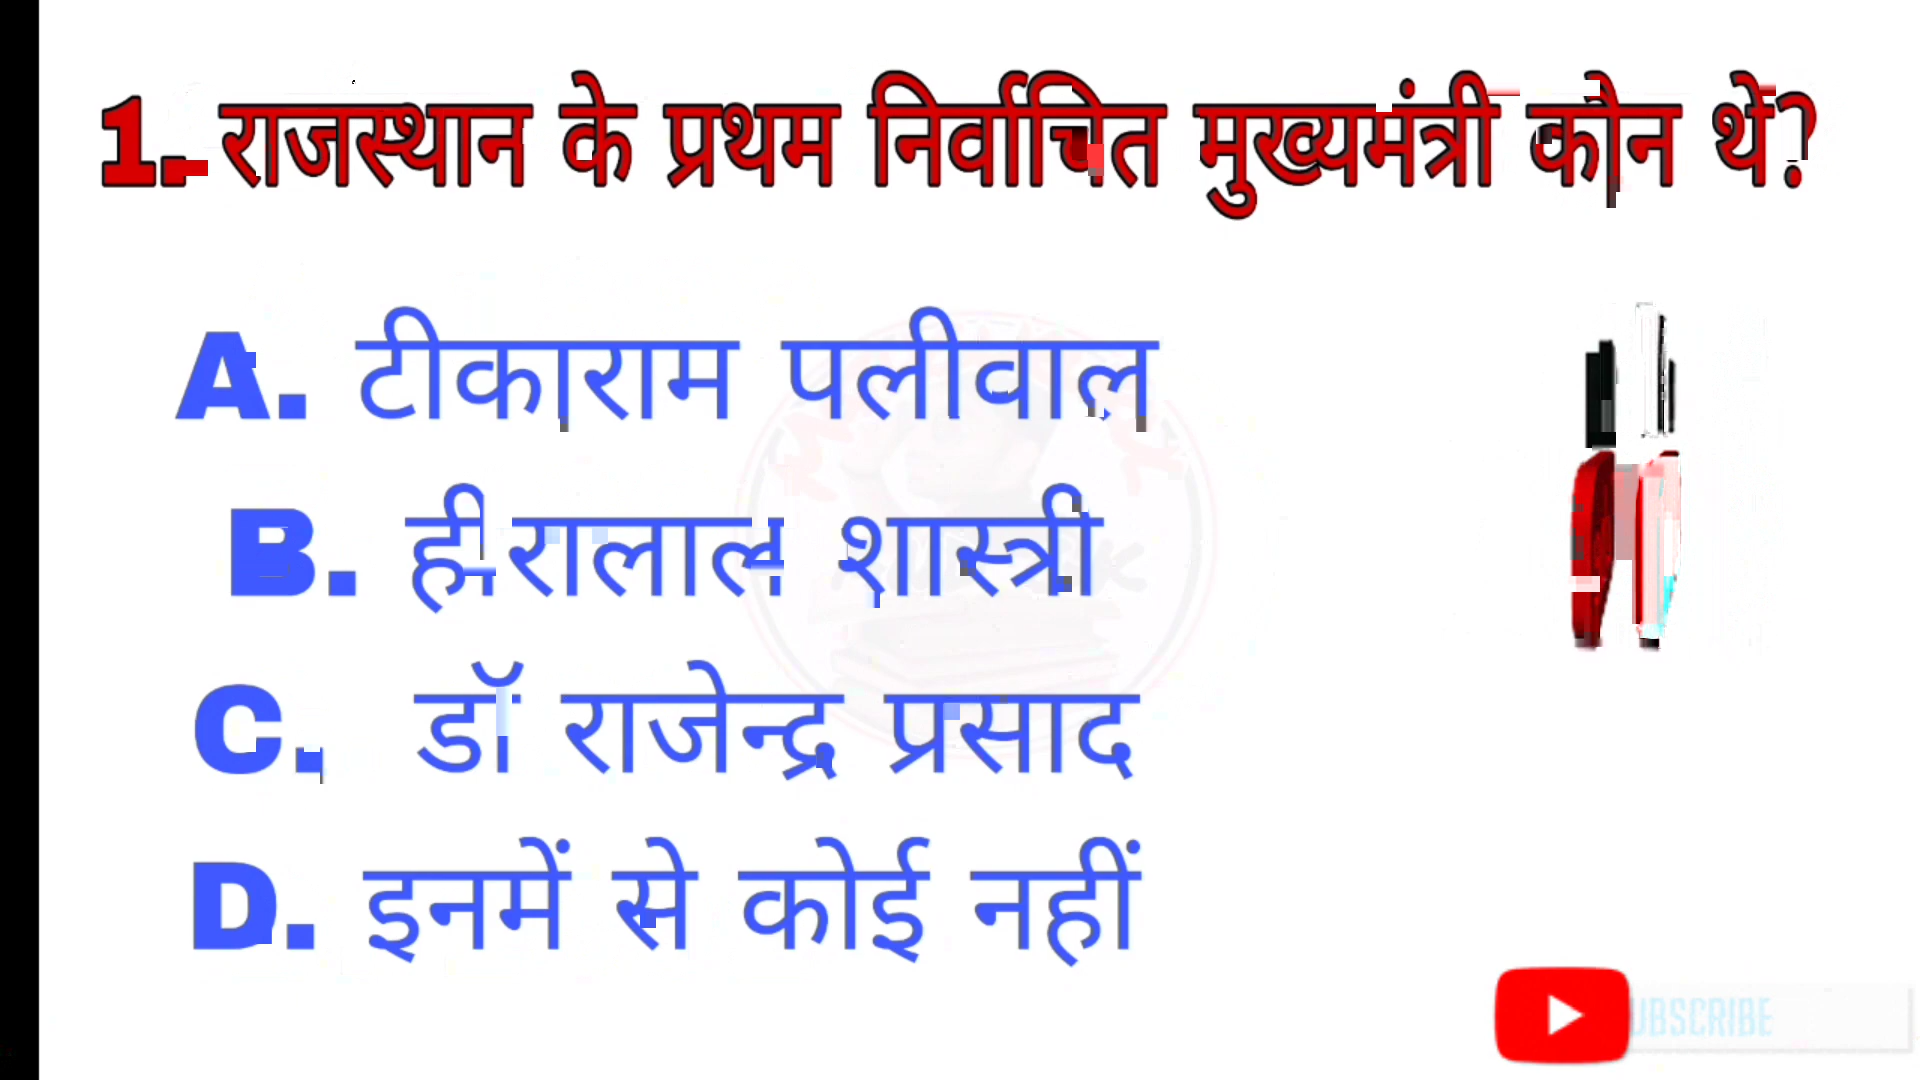 1. राजस्थान के प्रथम निर्वाचित मुख्यमंत्री कौन थे?
A. टीकाराम पलीवाल
B. हीरालाल शास्त्री
C. डॉ राजेन्द्र प्रसाद
D. इनमें से कोई नहीं
UBSCRIBE